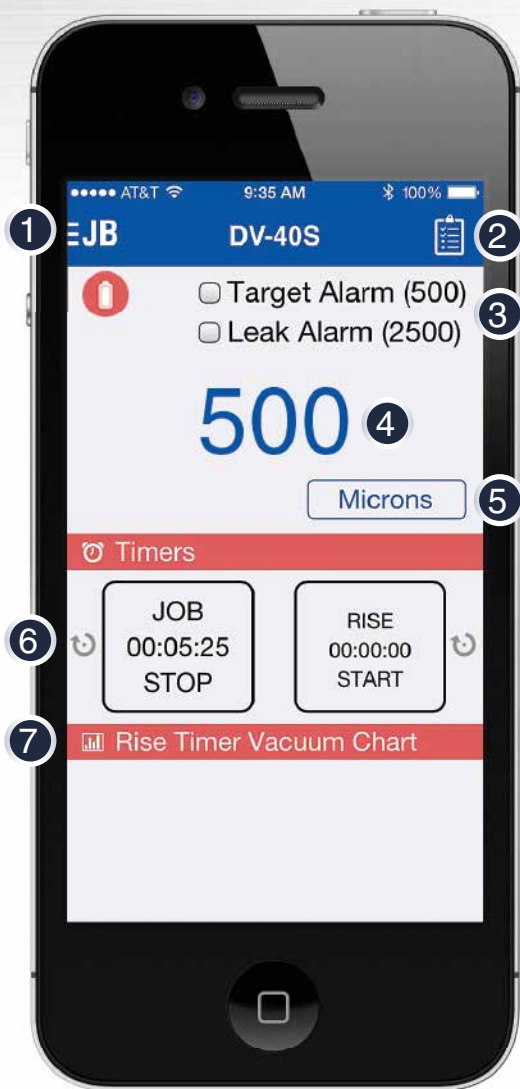 AT&T 9:35 AM 100%
1 JB DV-40S 2
Target Alarm (500)
3
Leak Alarm (2500)
500 4
Microns 5
Timers
JOB
00:05:25
STOP
RISE
00:00:00
START
6
7 Rise Timer Vacuum Chart